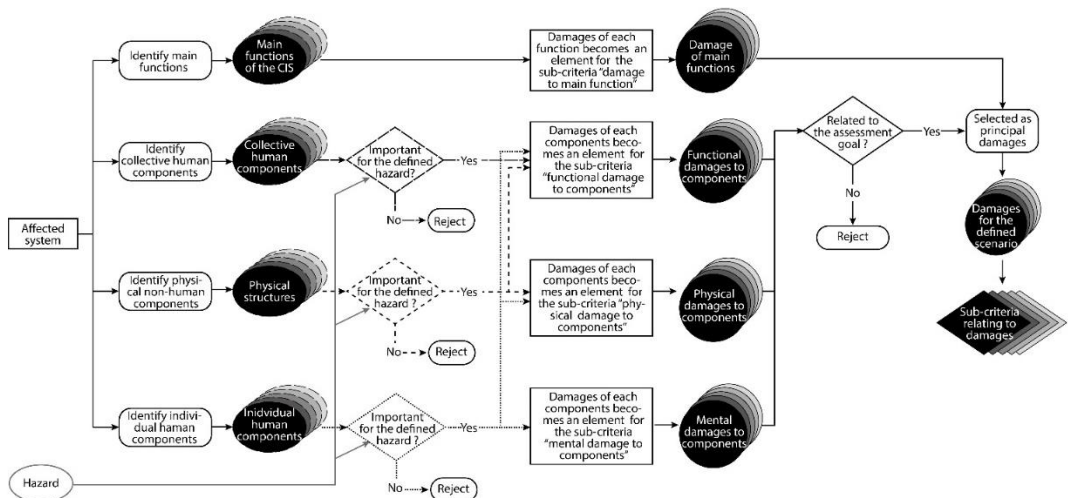 Identify main
functions
Main
functions
of the CIS
Damages of each
function becomes an
element for the
sub-criteria "damage
to main function"
Damage
of main
functions
Identify
collective human
components
Collective
human
components
Important
for the defined
hazard?
Yes
No
Reject
Damages of each
components becom-
es an element for the
sub-criteria
"functional damage
to components"
Functional
damages to
components
Related to
the assessment
goal ?
Yes
No
Reject
Selected as
principal
damages
Damages
for the
defined
scenario
Sub-criteria
relating to
damages
Affected
system
Identify physi-
cal non-human
components
Physical
structures
Important
for the defined
hazard ?
Yes
No
Reject
Damages of each
components becom-
es an element for
the sub-criteria "phy-
sical damage to
components"
Physical
damages to
components
Identify indivi-
dual haman
components
Inidvidual
human
components
Important
for the defined
hazard ?
Yes
No
Reject
Damages of each
components beco-
mes an element for
the sub-criteria
"mental damage to
components"
Mental
damages to
components
Hazard